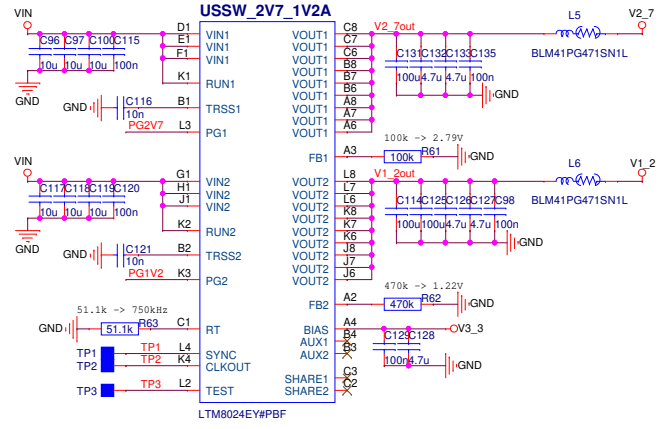 USSW_2V7_1V2A
VIN
C96 C97 C100 C115
10u 10u 10u 100n
GND
D1 VIN1
E1 VIN1
F1 VIN1
K1 RUN1
GND C116 10n B1 TRSS1
PG2V7 L3 PG1
VOUT1 C8 V2_7out
VOUT1 C7
VOUT1 C6
VOUT1 B8
VOUT1 B7
VOUT1 B6
VOUT1 A8
VOUT1 A7
VOUT1 A6
C131 C132 C133 C135
100u 4.7u 4.7u 100n
GND
L5
BLM41PG471SN1L
V2_7
100k -> 2.79V
FB1 A3 100k R61 GND
VIN
C117 C118 C119 C120
10u 10u 10u 100n
GND
G1 VIN2
H1 VIN2
J1 VIN2
K2 RUN2
GND C121 10n B2 TRSS2
PG1V2 K3 PG2
VOUT2 L8 V1_2out
VOUT2 L7
VOUT2 L6
VOUT2 K8
VOUT2 K7
VOUT2 K6
VOUT2 J8
VOUT2 J7
VOUT2 J6
C114 C125 C126 C127 C98
100u 100u 4.7u 4.7u 100n
GND
L6
BLM41PG471SN1L
V1_2
470k -> 1.22V
FB2 A2 470k R62 GND
51.1k -> 750kHz
GND 51.1k R63 C1 RT
BIAS A4 V3_3
AUX1 B4
AUX2 B3
C129 C128
100n 4.7u
GND
TP1 TP1 L4 SYNC
TP2 TP2 K4 CLKOUT
TP3 TP3 L2 TEST
SHARE1 C3
SHARE2 C2
LTM8024EY#PBF